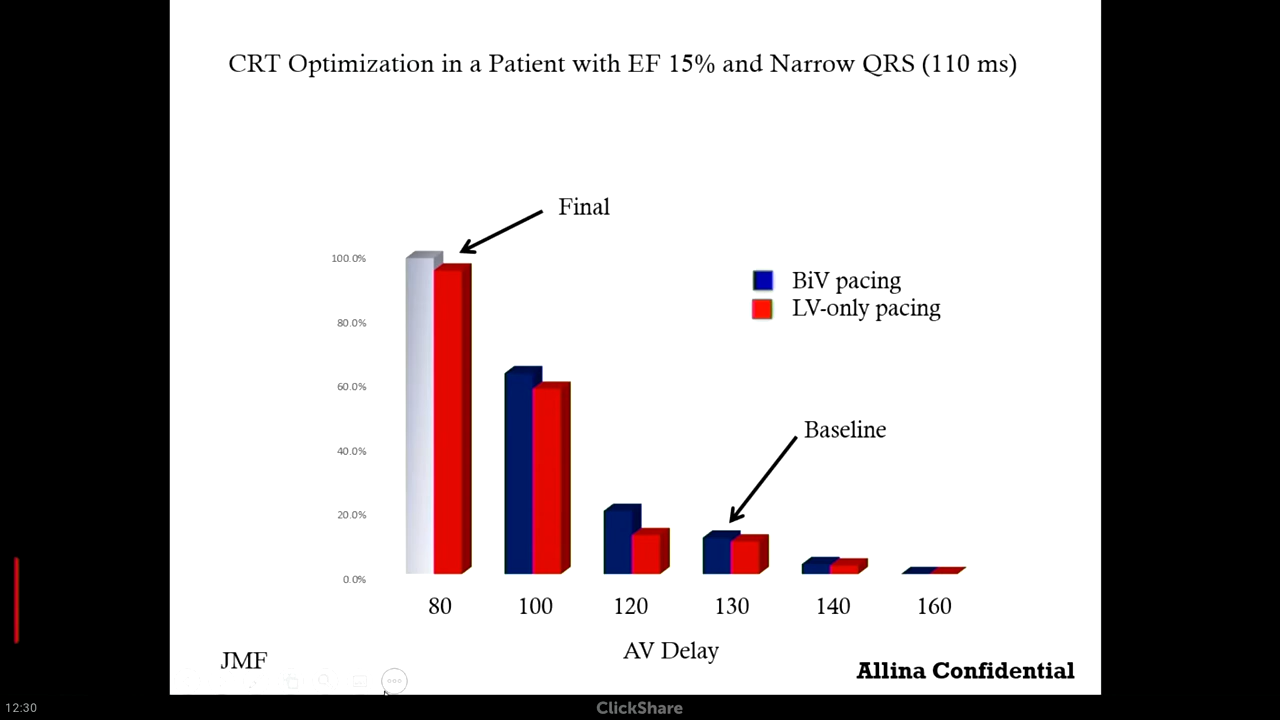 CRT Optimization in a Patient with EF 15% and Narrow QRS (110 ms)
Final
100.0%
BiV pacing
LV-only pacing
80.0%
60.0%
Baseline
40.0%
20.0%
0.0%
80 100 120 130 140 160
AV Delay
JMF
Allina Confidential
12:30
ClickShare